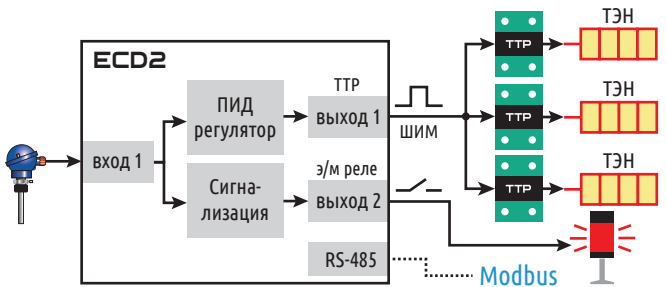 ECD2
ТЭН
ТТР
ПИД
регулятор
ТТР
выход 1
ШИМ
ТТР
ТЭН
вход 1
э/м реле
Сигна-
лизация
выход 2
ТТР
ТЭН
RS-485
Modbus